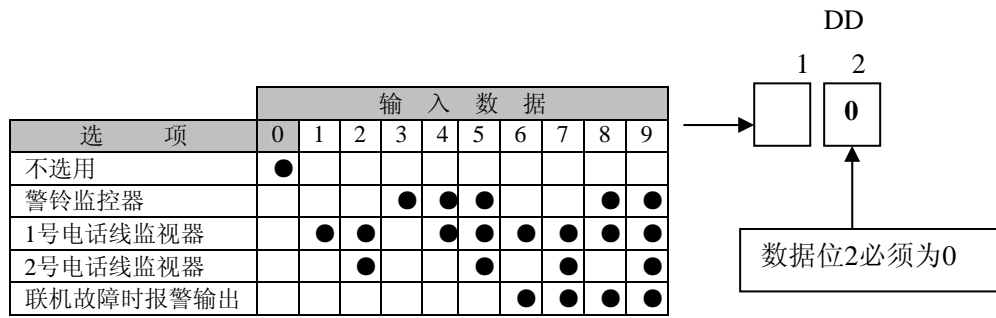 DD
1 2
输 入 数 据
选 项 0 1 2 3 4 5 6 7 8 9
0
不选用 ●
警铃监控器 ● ● ● ● ●
1号电话线监视器 ● ● ● ● ● ● ● ●
2号电话线监视器 ● ● ● ●
联机故障时报警输出 ● ● ● ●
数据位2必须为0